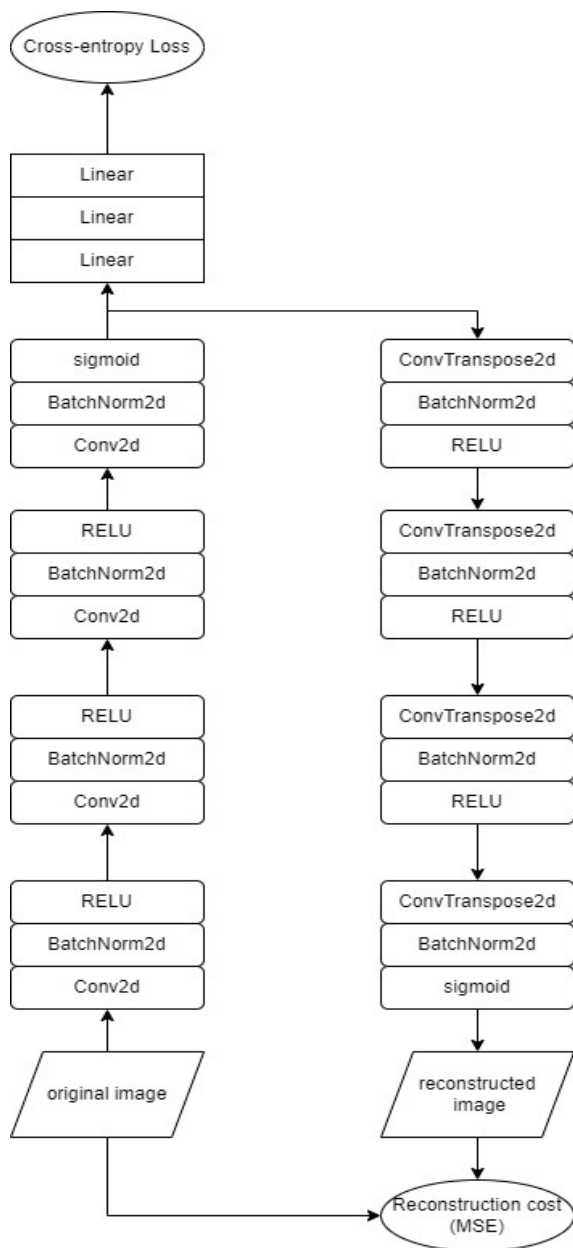 Cross-entropy Loss
Linear
Linear
Linear
sigmoid
BatchNorm2d
Conv2d
RELU
BatchNorm2d
Conv2d
RELU
BatchNorm2d
Conv2d
RELU
BatchNorm2d
Conv2d
original image
ConvTranspose2d
BatchNorm2d
RELU
ConvTranspose2d
BatchNorm2d
RELU
ConvTranspose2d
BatchNorm2d
RELU
ConvTranspose2d
BatchNorm2d
sigmoid
reconstructed
image
Reconstruction cost
(MSE)